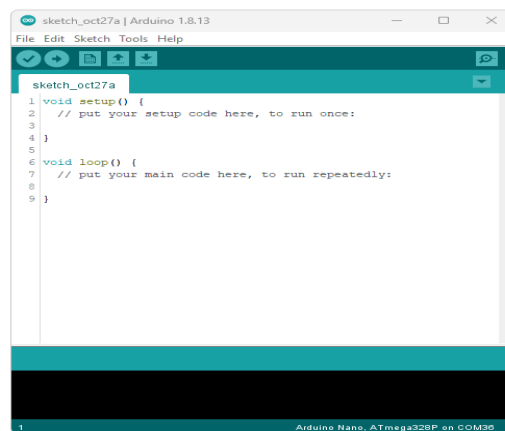 sketch_oct27a | Arduino 1.8.13
File Edit Sketch Tools Help
sketch_oct27a
1 void setup() {
2   // put your setup code here, to run once:
3
4 }
5
6 void loop() {
7   // put your main code here, to run repeatedly:
8
9 }
1 Arduino Nano, ATmega328P on COM36